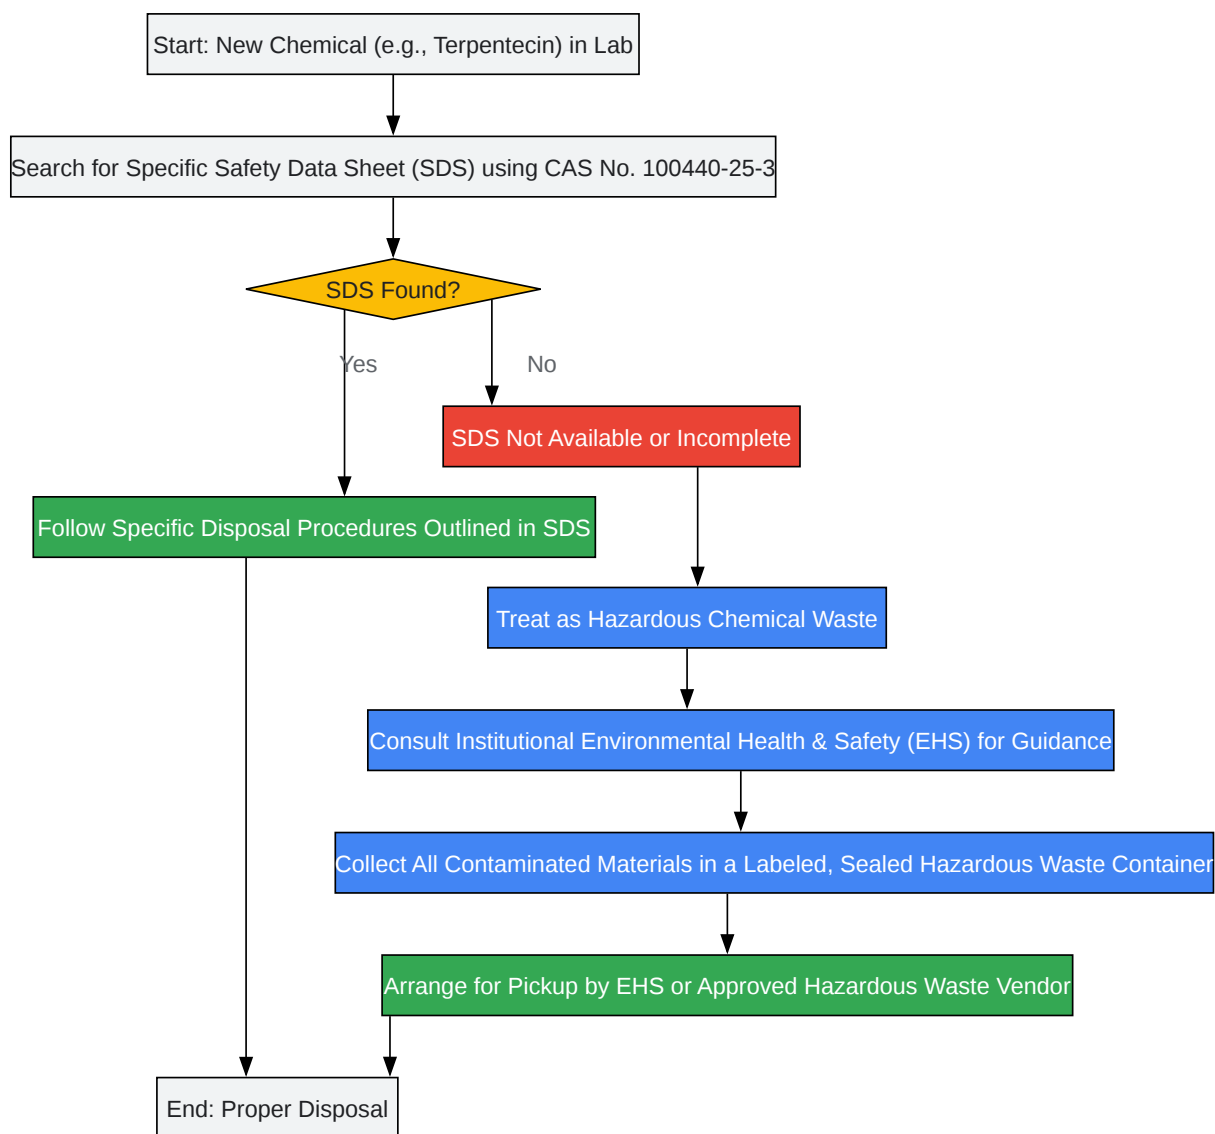 Start: New Chemical (e.g., Terpentecin) in Lab
Search for Specific Safety Data Sheet (SDS) using CAS No. 100440-25-3
SDS Found?
Yes
No
SDS Not Available or Incomplete
Follow Specific Disposal Procedures Outlined in SDS
Treat as Hazardous Chemical Waste
Consult Institutional Environmental Health & Safety (EHS) for Guidance
Collect All Contaminated Materials in a Labeled, Sealed Hazardous Waste Container
Arrange for Pickup by EHS or Approved Hazardous Waste Vendor
End: Proper Disposal